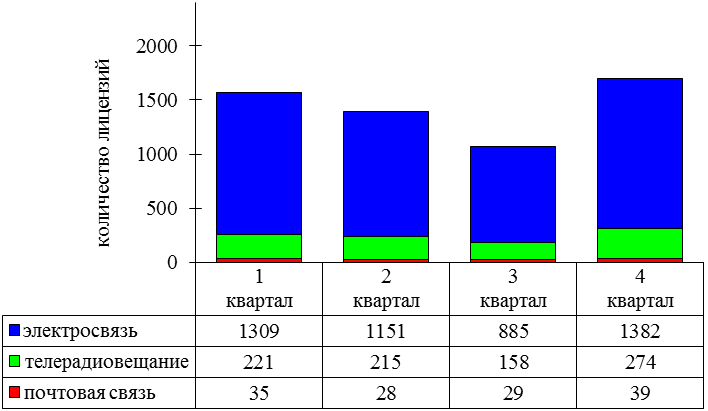 количество лицензий
2000
1500
1000
500
0
1 квартал
2 квартал
3 квартал
4 квартал
электросвязь 1309 1151 885 1382
телерадиовещание 221 215 158 274
почтовая связь 35 28 29 39